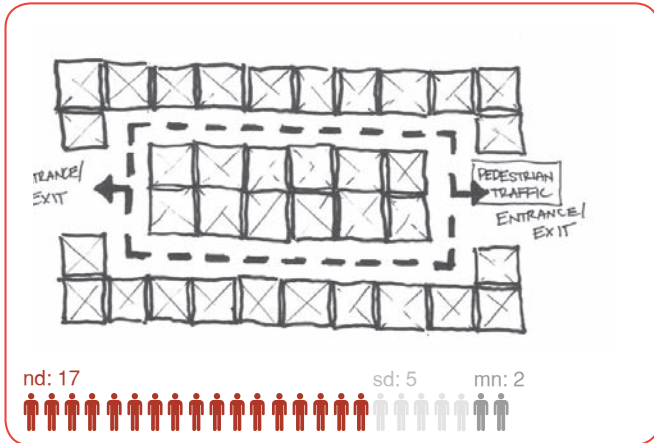 TRANCE/
EXIT
PEDESTRIAN
TRAFFIC
ENTRANCE/
EXIT
nd: 17
sd: 5
mn: 2